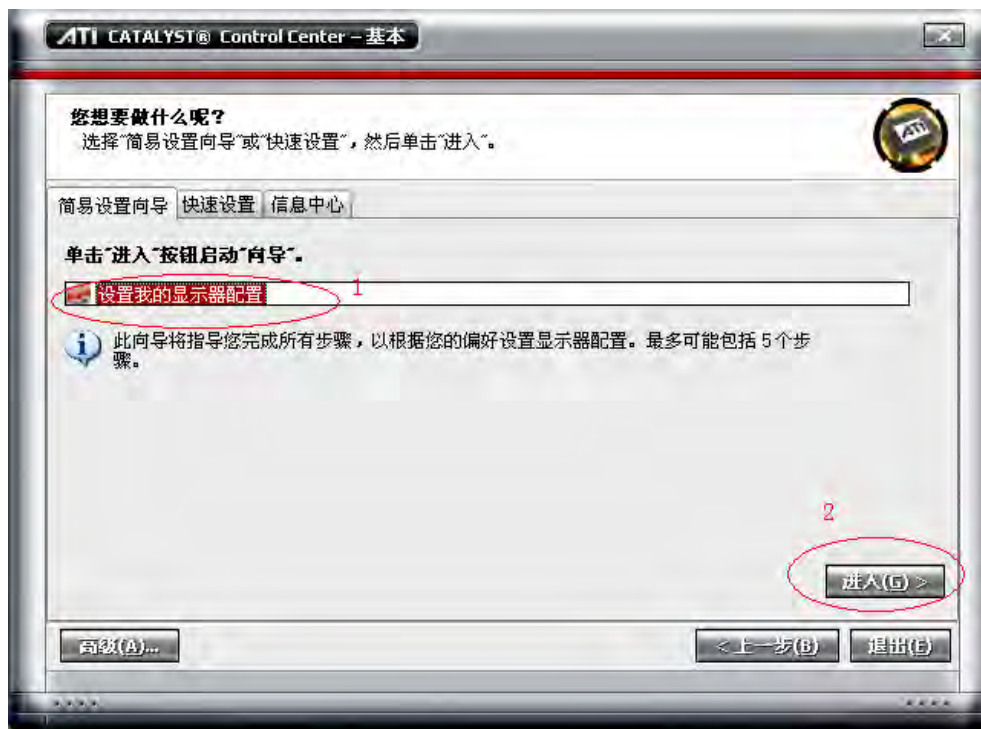 ATI CATALYST® Control Center – 基本
您想要做什么呢?
选择"简易设置向导"或"快速设置",然后单击"进入"。
ATI
简易设置向导 快速设置 信息中心
单击"进入"按钮启动"向导"。
设置我的显示器配置 1
此向导将指导您完成所有步骤,以根据您的偏好设置显示器配置。最多可能包括 5 个步
骤。
2
进入(G) >
高级(A)... < 上一步(B) 退出(E)